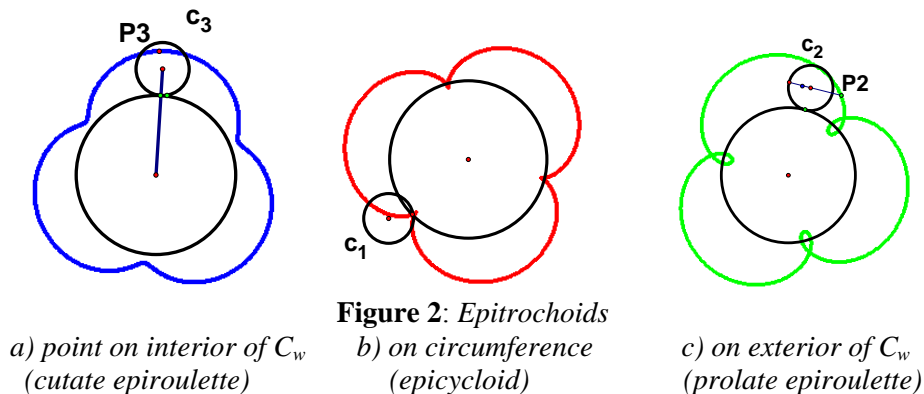 P3 c3
c1
c2
P2
Figure 2: Epitrochoids
a) point on interior of Cw b) on circumference c) on exterior of Cw
(cutate epiroulette) (epicycloid) (prolate epiroulette)